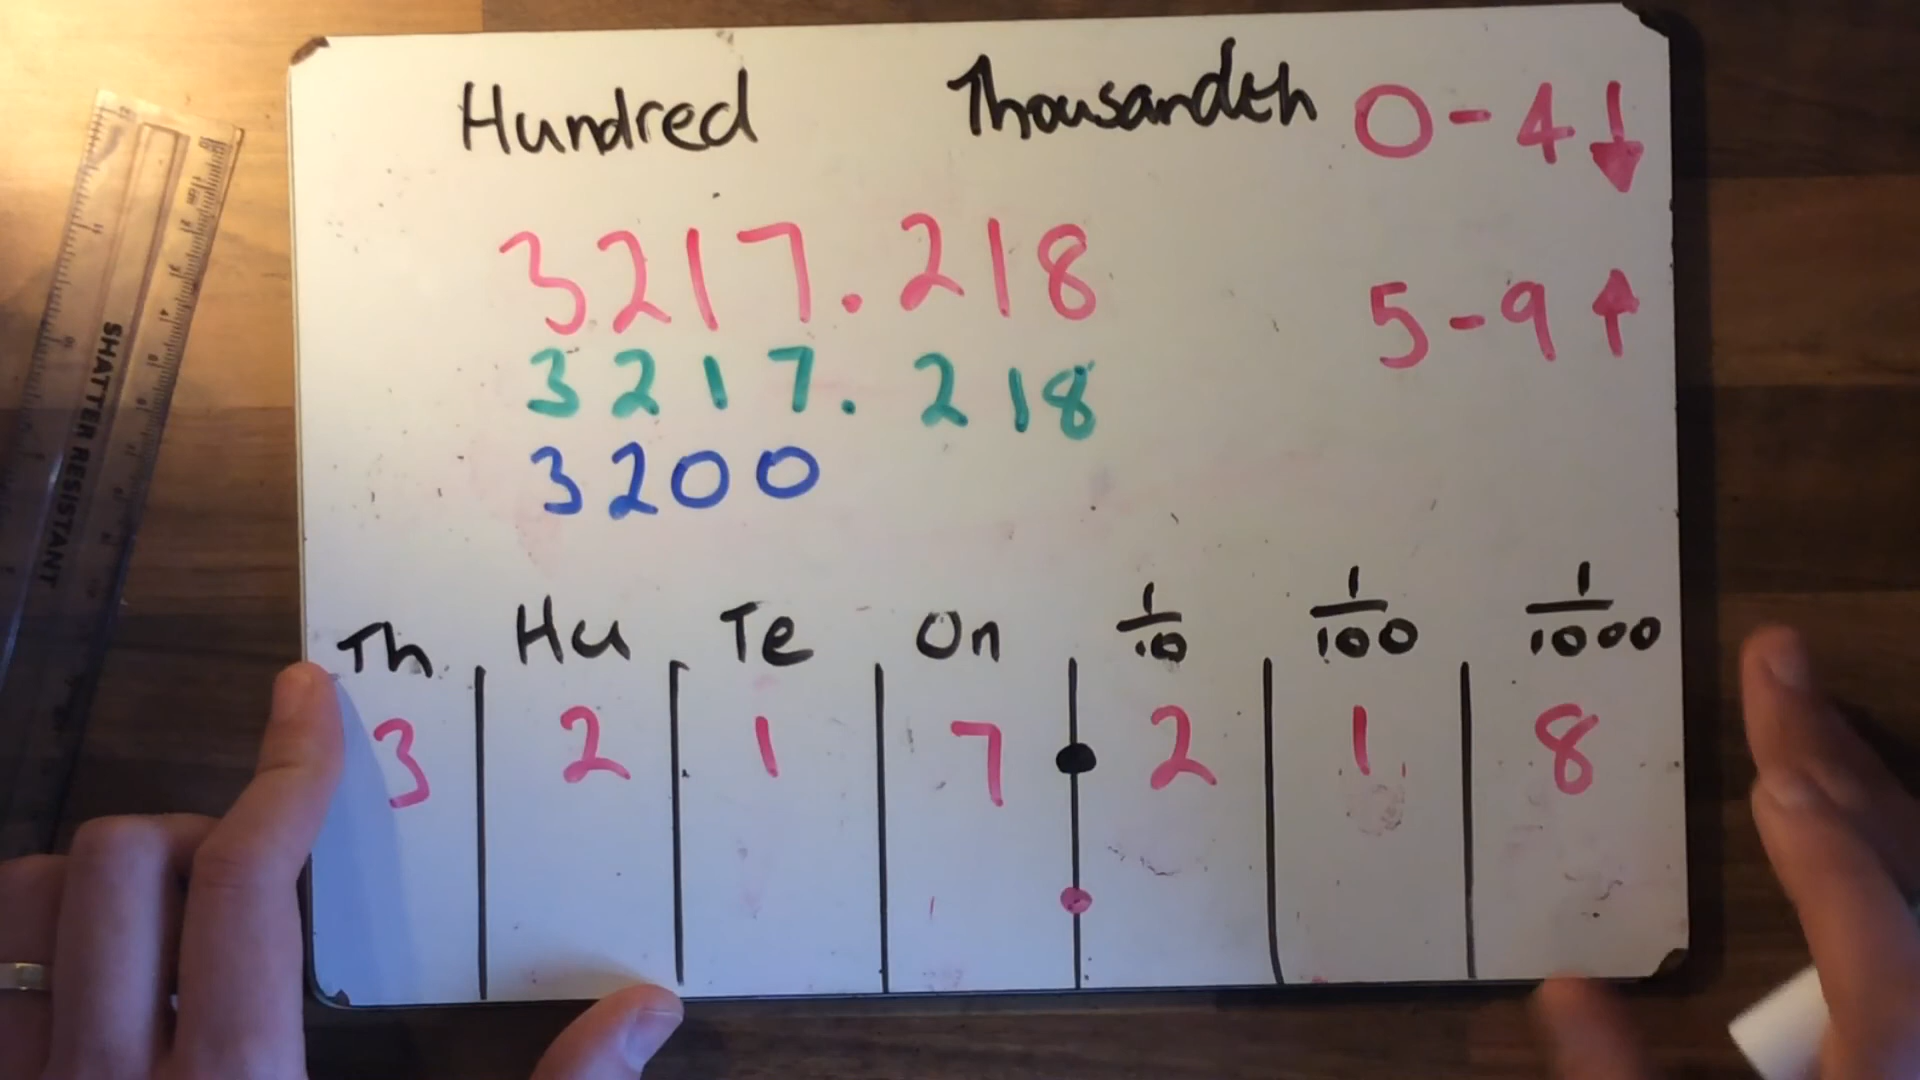 Hundred Thousandth 0-4↓
3217.218 5-9↑
3217.218
3200
Th Hu Te On 1/10 1/100 1/1000
3 2 1 7 . 2 1 8
SHATTER RESISTANT